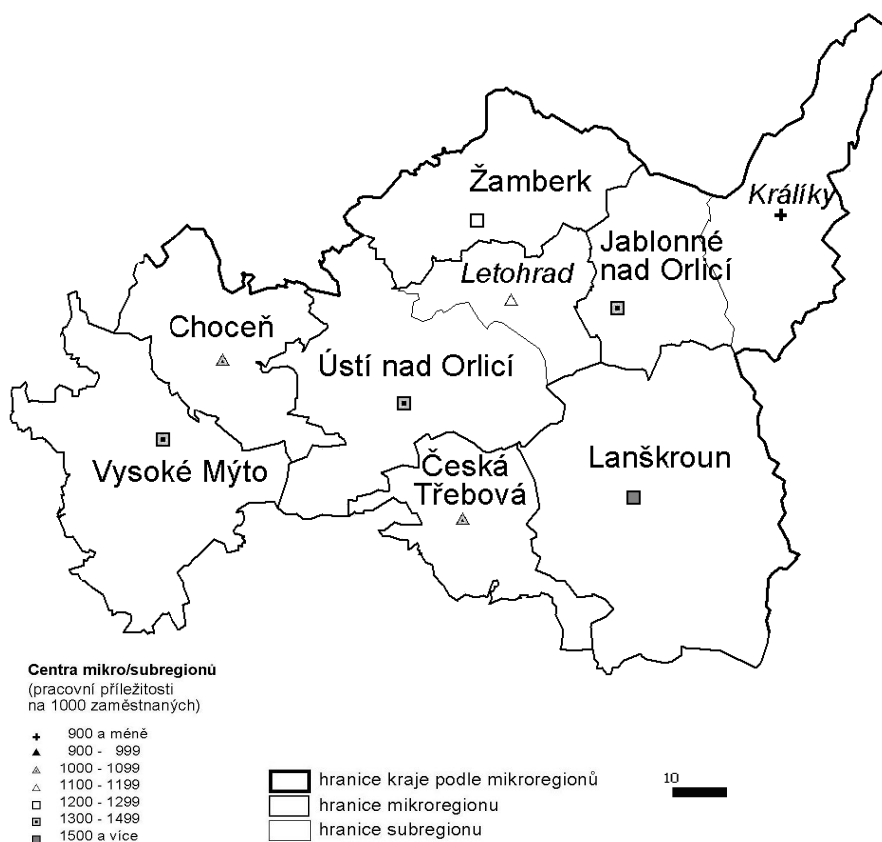 Žamberk
Králíky
Jablonné
nad Orlicí
Letohrad
Choceň
Ústí nad Orlicí
Vysoké Mýto
Česká
Třebová
Lanškroun
Centra mikro/subregionů
(pracovní příležitosti
na 1000 zaměstnaných)
900 a méně
900 - 999
1000 - 1099
1100 - 1199
1200 - 1299
1300 - 1499
1500 a více
hranice kraje podle mikroregionů
hranice mikroregionu
hranice subregionu
10